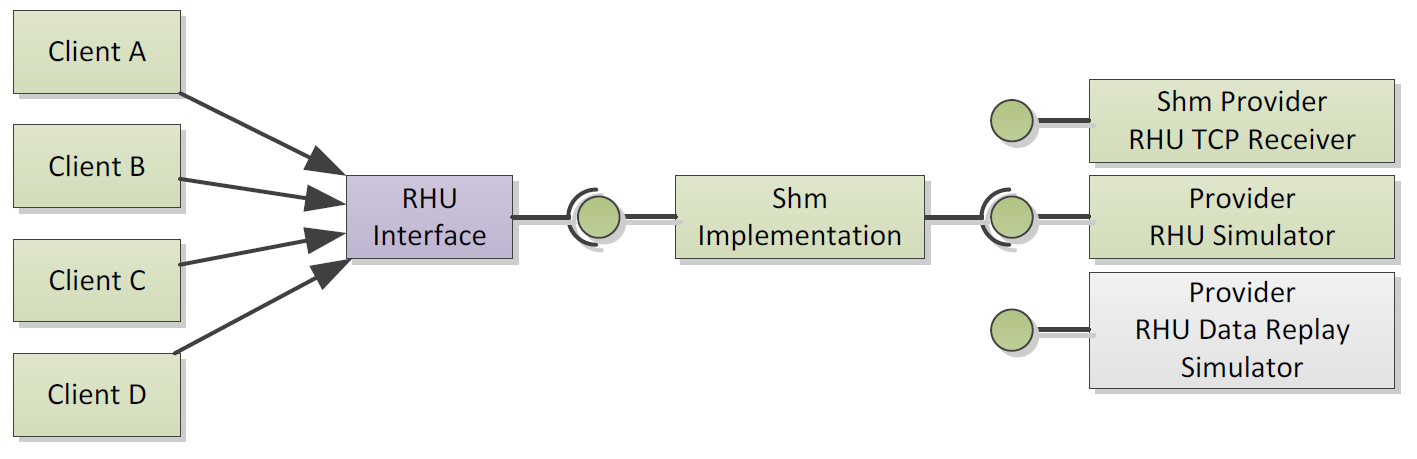 Client A
Client B
Client C
Client D
RHU
Interface
Shm
Implementation
Shm Provider
RHU TCP Receiver
Provider
RHU Simulator
Provider
RHU Data Replay
Simulator